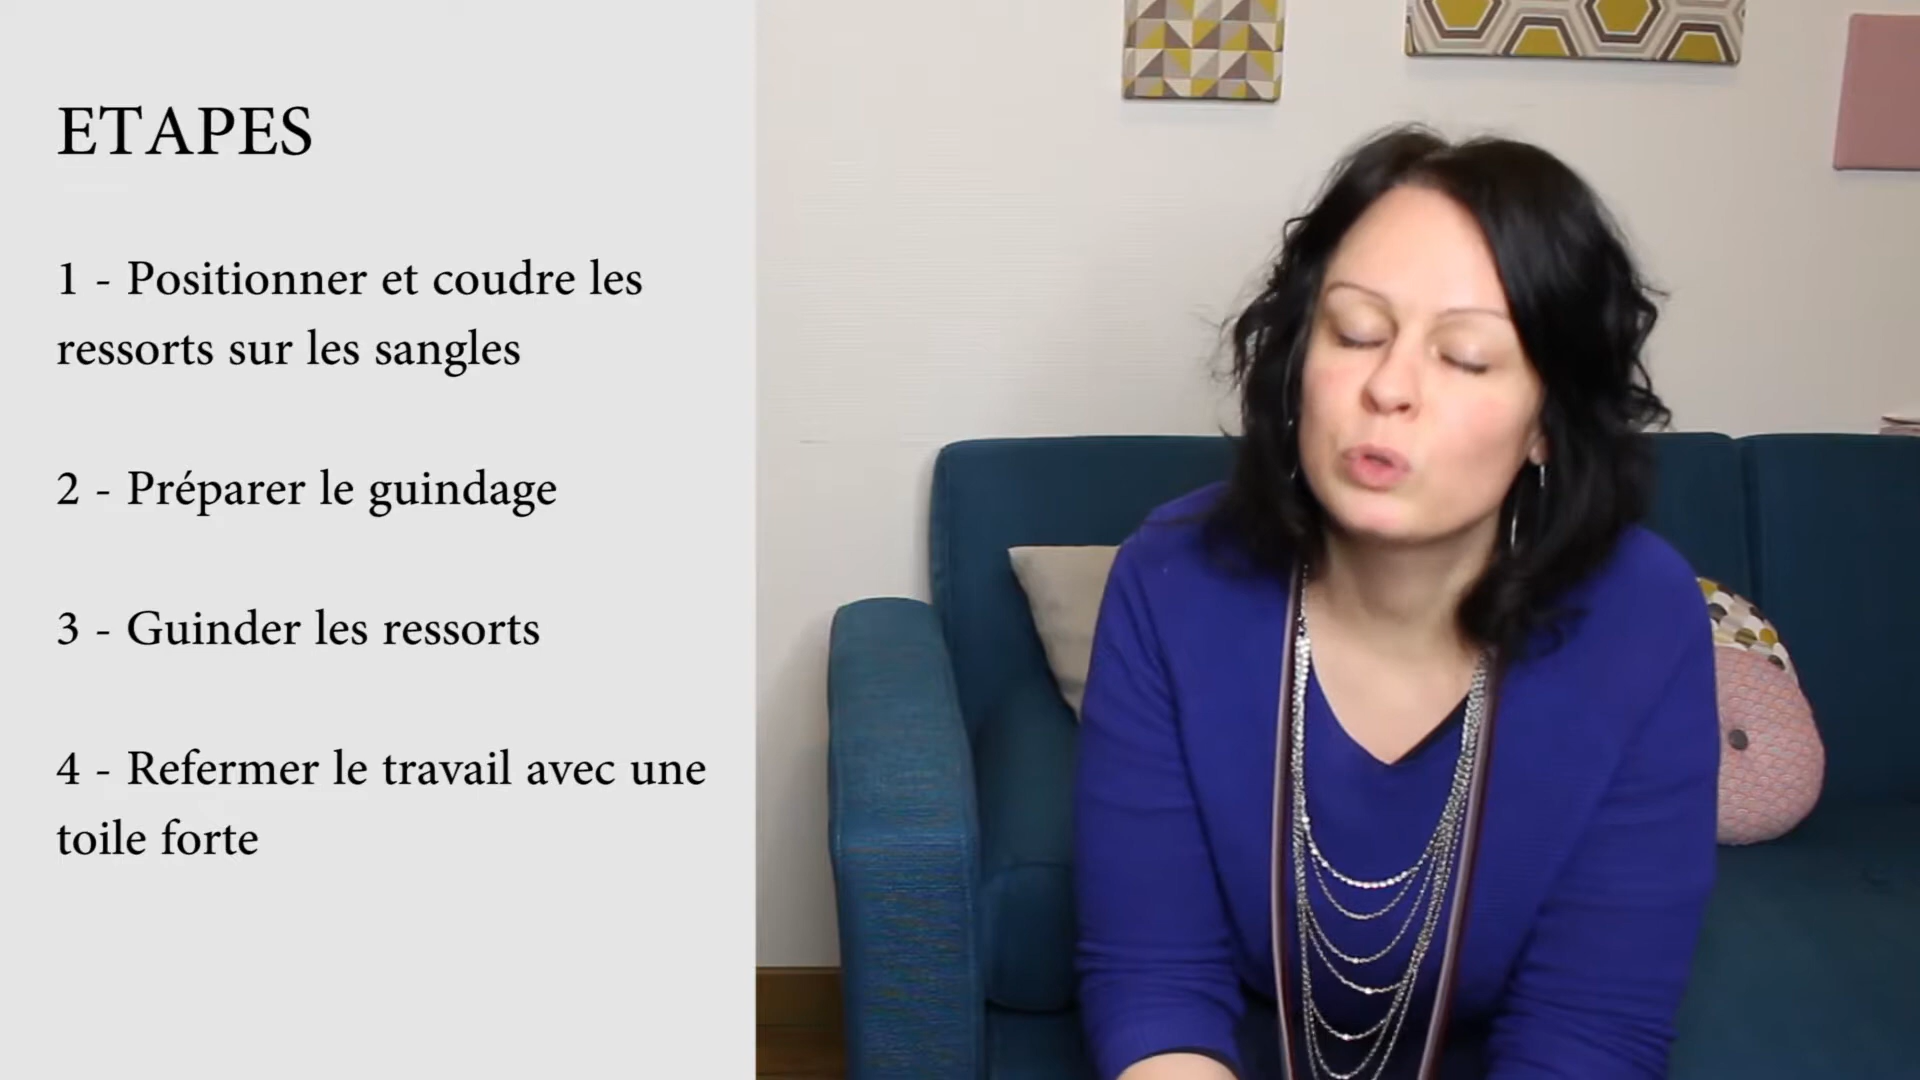 ETAPES
1 - Positionner et coudre les
ressorts sur les sangles
2 - Préparer le guindage
3 - Guinder les ressorts
4 - Refermer le travail avec une
toile forte